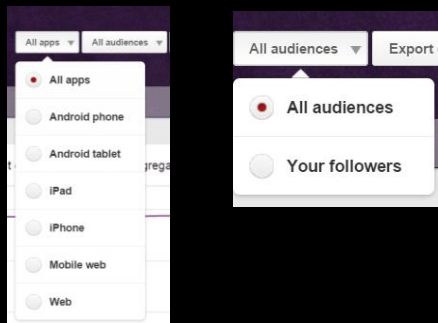 All apps All audiences
All apps
Android phone
Android tablet
iPad
iPhone
Mobile web
Web
All audiences Export
All audiences
Your followers